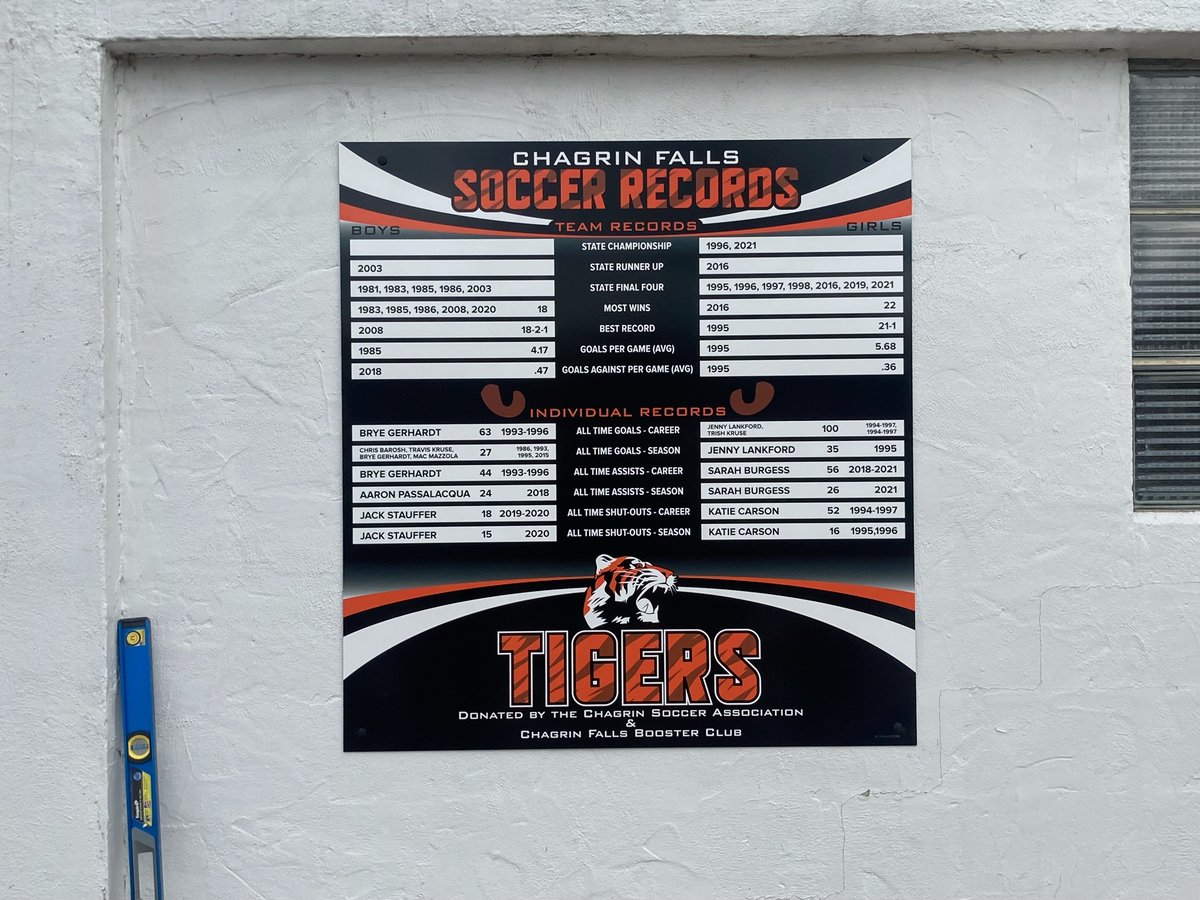 CHAGRIN FALLS
SOCCER RECORDS
TEAM RECORDS
BOYS GIRLS
STATE CHAMPIONSHIP 1996, 2021
2003 STATE RUNNER UP 2016
1981, 1983, 1985, 1986, 2003 STATE FINAL FOUR 1995, 1996, 1997, 1998, 2016, 2019, 2021
1983, 1985, 1986, 2008, 2020 18 MOST WINS 2016 22
2008 18-2-1 BEST RECORD 1995 21-1
1985 4.17 GOALS PER GAME (AVG) 1995 5.68
2018 .47 GOALS AGAINST PER GAME (AVG) 1995 .36
INDIVIDUAL RECORDS
BRYE GERHARDT 63 1993-1996 ALL TIME GOALS - CAREER JENNY LANKFORD, TRISH KRUSE 100 1994-1997, 1994-1997
CHRIS BAROSH, TRAVIS KRUSE, BRYE GERHARDT, MAC MAZZOLA 27 1986, 1993, 1995, 2015 ALL TIME GOALS - SEASON JENNY LANKFORD 35 1995
BRYE GERHARDT 44 1993-1996 ALL TIME ASSISTS - CAREER SARAH BURGESS 56 2018-2021
AARON PASSALACQUA 24 2018 ALL TIME ASSISTS - SEASON SARAH BURGESS 26 2021
JACK STAUFFER 18 2019-2020 ALL TIME SHUT-OUTS - CAREER KATIE CARSON 52 1994-1997
JACK STAUFFER 15 2020 ALL TIME SHUT-OUTS - SEASON KATIE CARSON 16 1995,1996
TIGERS
DONATED BY THE CHAGRIN SOCCER ASSOCIATION
&
CHAGRIN FALLS BOOSTER CLUB